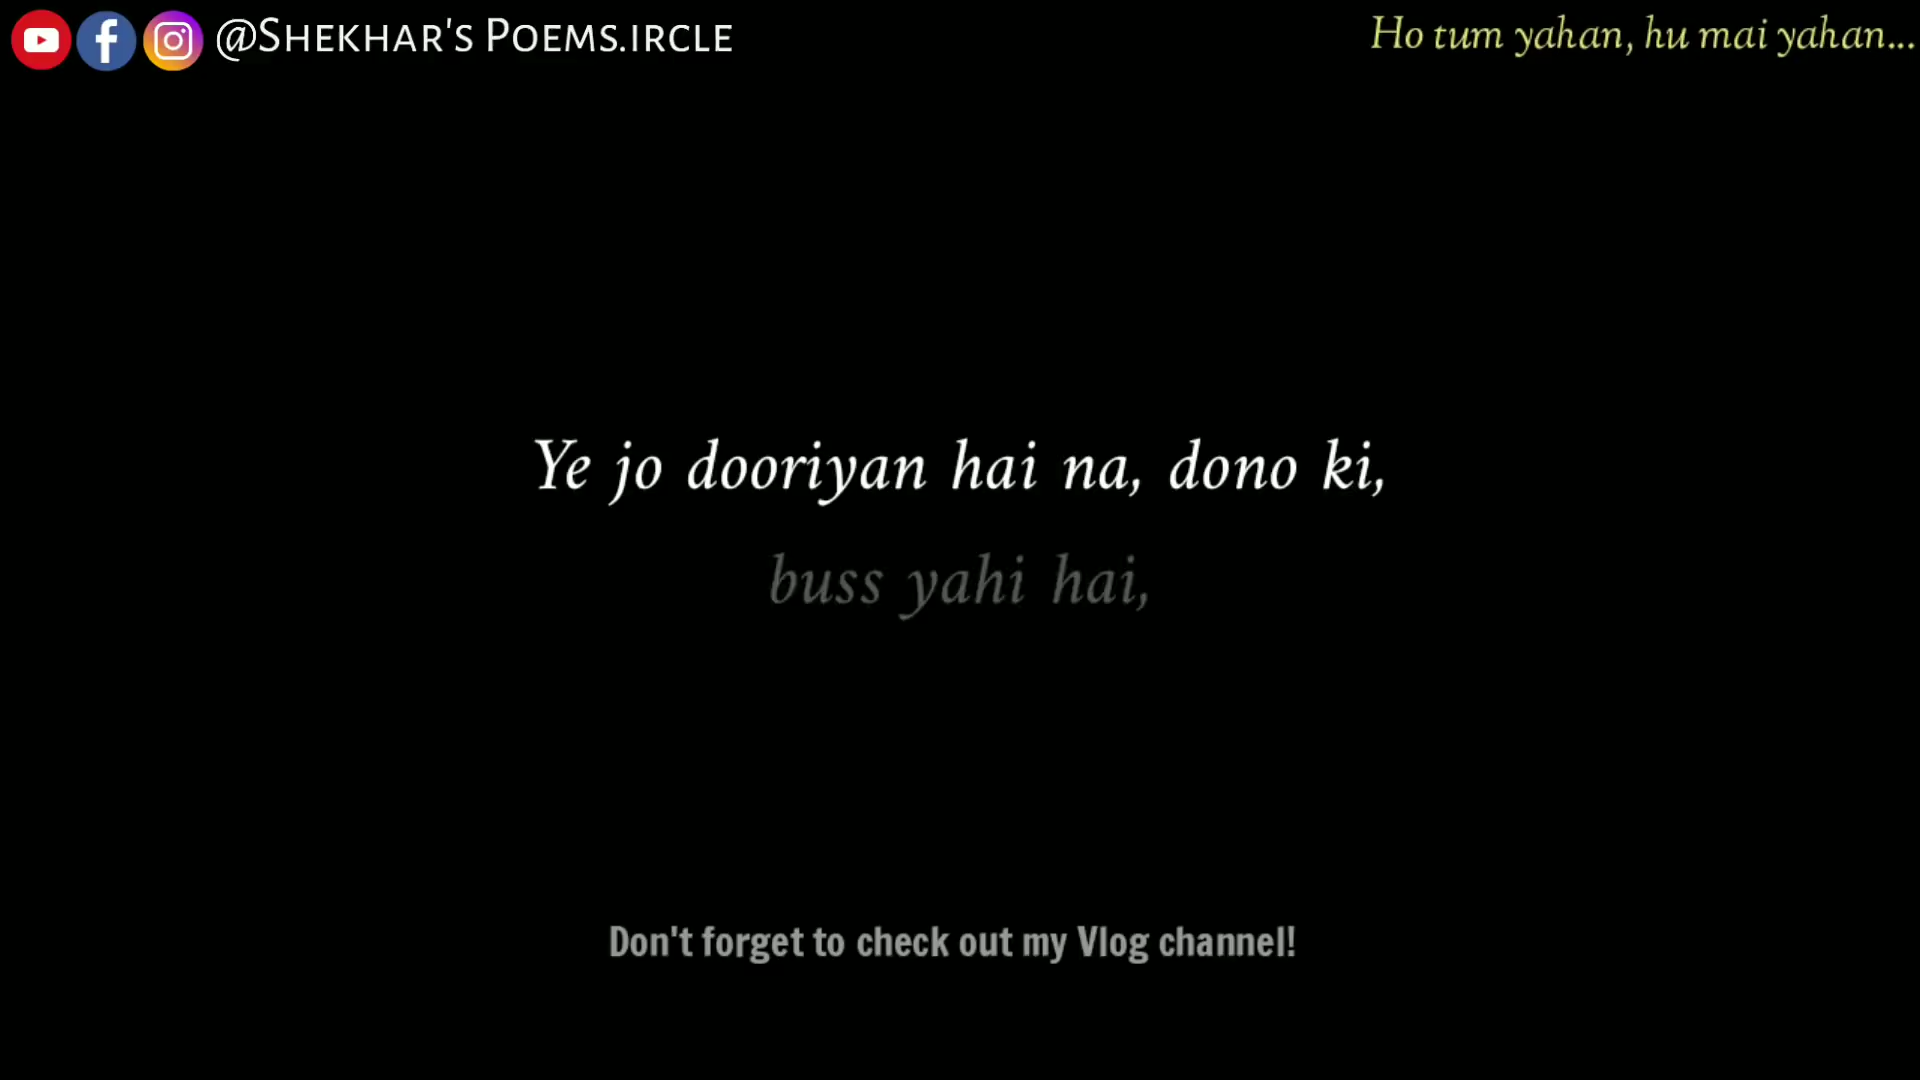 @Shekhar's Poems.ircle
Ho tum yahan, hu mai yahan...
Ye jo dooriyan hai na, dono ki,
buss yahi hai,
Don't forget to check out my Vlog channel!